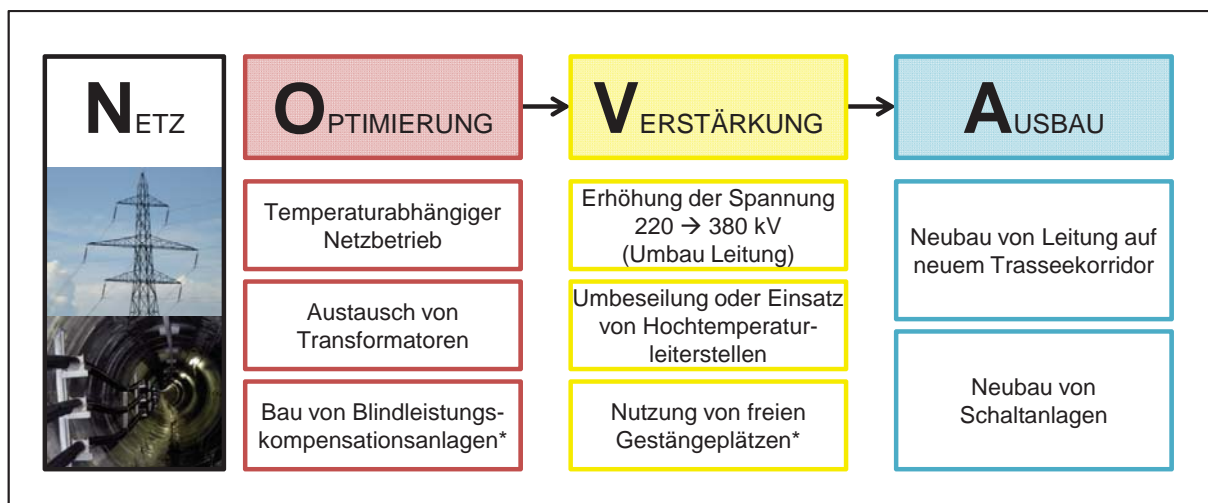 NETZ
OPTIMIERUNG
VERSTÄRKUNG
AUSBAU
Temperaturabhängiger
Netzbetrieb
Austausch von
Transformatoren
Bau von Blindleistungs-
kompensationsanlagen*
Erhöhung der Spannung
220 → 380 kV
(Umbau Leitung)
Umbeseilung oder Einsatz
von Hochtemperatur-
leiterstellen
Nutzung von freien
Gestängeplätzen*
Neubau von Leitung auf
neuem Trasseekorridor
Neubau von
Schaltanlagen